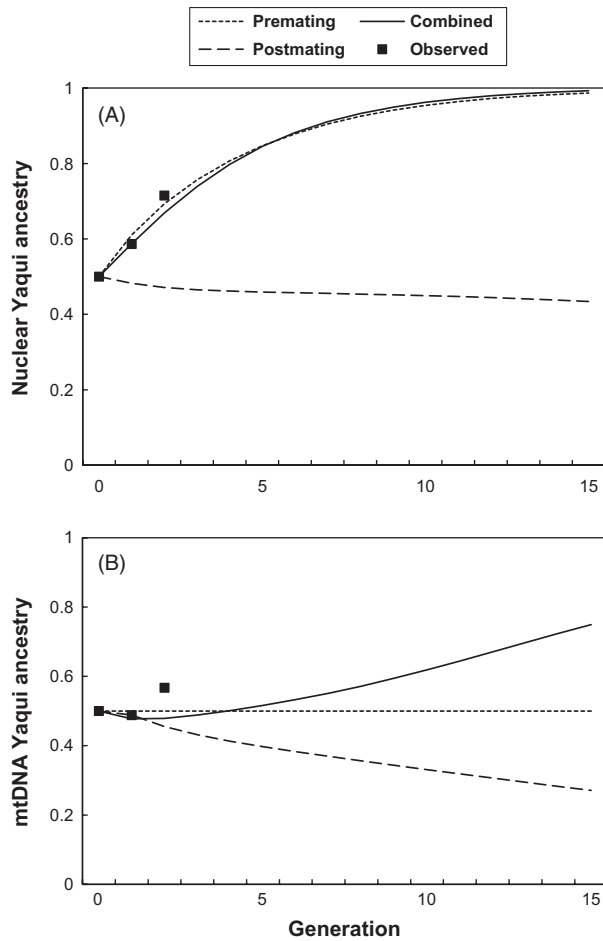 Premating Combined
Postmating Observed
(A)
Nuclear Yaqui ancestry
1
0.8
0.6
0.4
0.2
0
0 5 10 15
(B)
mtDNA Yaqui ancestry
1
0.8
0.6
0.4
0.2
0
0 5 10 15
Generation